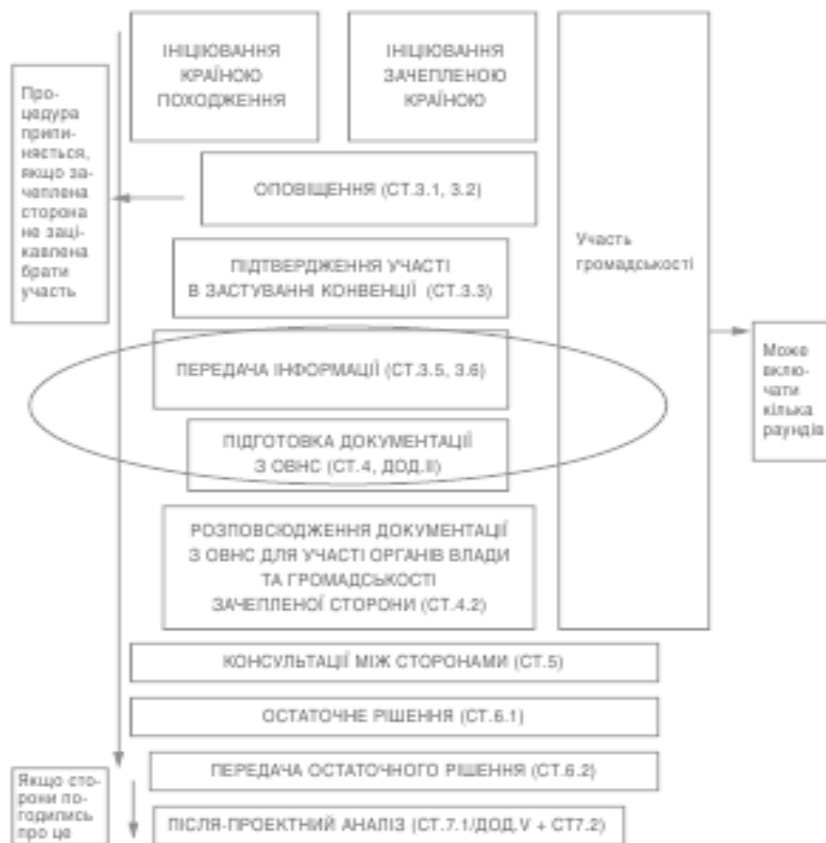 ІНІЦІЮВАННЯ
КРАЇНОЮ
ПОХОДЖЕННЯ
ІНІЦІЮВАННЯ
ЗАЧЕПЛЕНОЮ
КРАЇНОЮ
Про-
цедура
припи-
няється,
якщо за-
чеплена
сторона
не заці-
кавлена
брати
участь
ОПОВІЩЕННЯ (СТ.3.1, 3.2)
ПІДТВЕРДЖЕННЯ УЧАСТІ
В ЗАСТУВАННІ КОНВЕНЦІЇ (СТ.3.3)
Участь
громадськості
ПЕРЕДАЧА ІНФОРМАЦІЇ (СТ.3.5, 3.6)
Може
вклю-
чати
кілька
раундів
ПІДГОТОВКА ДОКУМЕНТАЦІЇ
З ОВНС (СТ.4, ДОД.ІІ)
РОЗПОВСЮДЖЕННЯ ДОКУМЕНТАЦІЇ
З ОВНС ДЛЯ УЧАСТІ ОРГАНІВ ВЛАДИ
ТА ГРОМАДСЬКОСТІ
ЗАЧЕПЛЕНОЇ СТОРОНИ (СТ.4.2)
КОНСУЛЬТАЦІЇ МІЖ СТОРОНАМИ (СТ.5)
ОСТАТОЧНЕ РІШЕННЯ (СТ.6.1)
ПЕРЕДАЧА ОСТАТОЧНОГО РІШЕННЯ (СТ.6.2)
Якщо сто-
рони по-
годились
про це
ПІСЛЯ-ПРОЕКТНИЙ АНАЛІЗ (СТ.7.1/ДОД.V + СТ7.2)